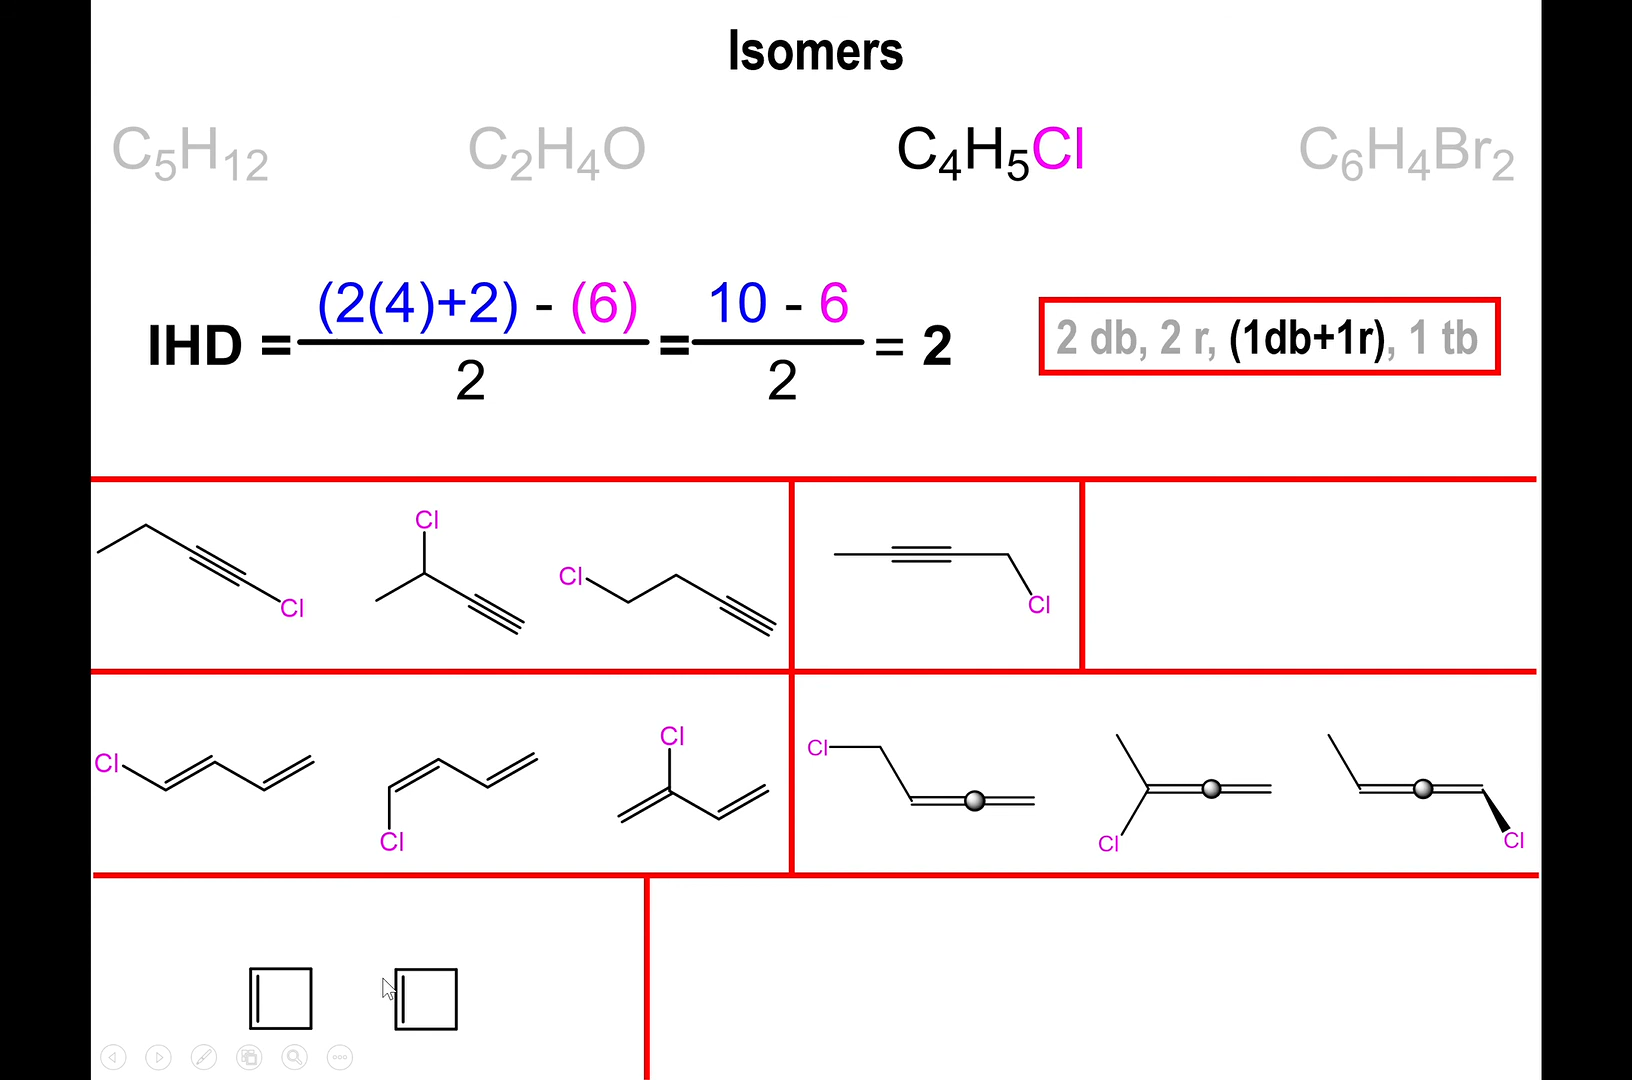 Isomers
C₅H₁₂ C₂H₄O C₄H₅Cl C₆H₄Br₂
(2(4)+2) - (6) 10 - 6
IHD = = = 2
2 2
2 db, 2 r, (1db+1r), 1 tb
Cl
Cl
Cl
Cl
Cl
Cl
Cl
Cl
Cl
Cl